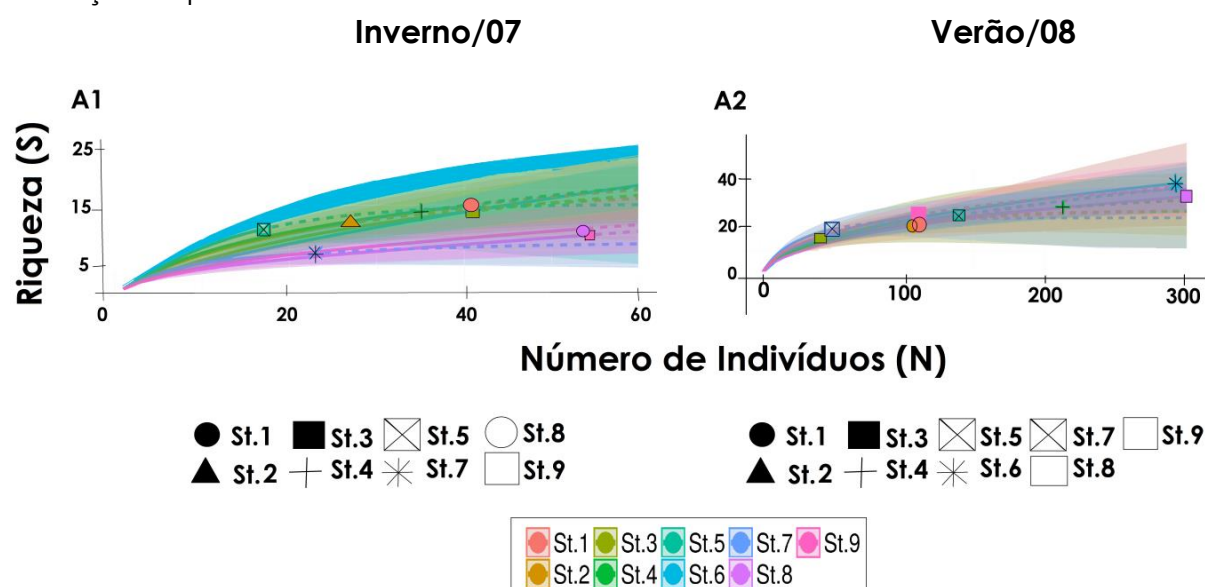 Inverno/07 Verão/08
A1 A2
Riqueza (S)
25
15
5
0 20 40 60
40
20
0
0 100 200 300
Número de Indivíduos (N)
St.1 St.3 St.5 St.8
St.2 St.4 St.7 St.9
St.1 St.3 St.5 St.7 St.9
St.2 St.4 St.6 St.8
St.1 St.3 St.5 St.7 St.9
St.2 St.4 St.6 St.8